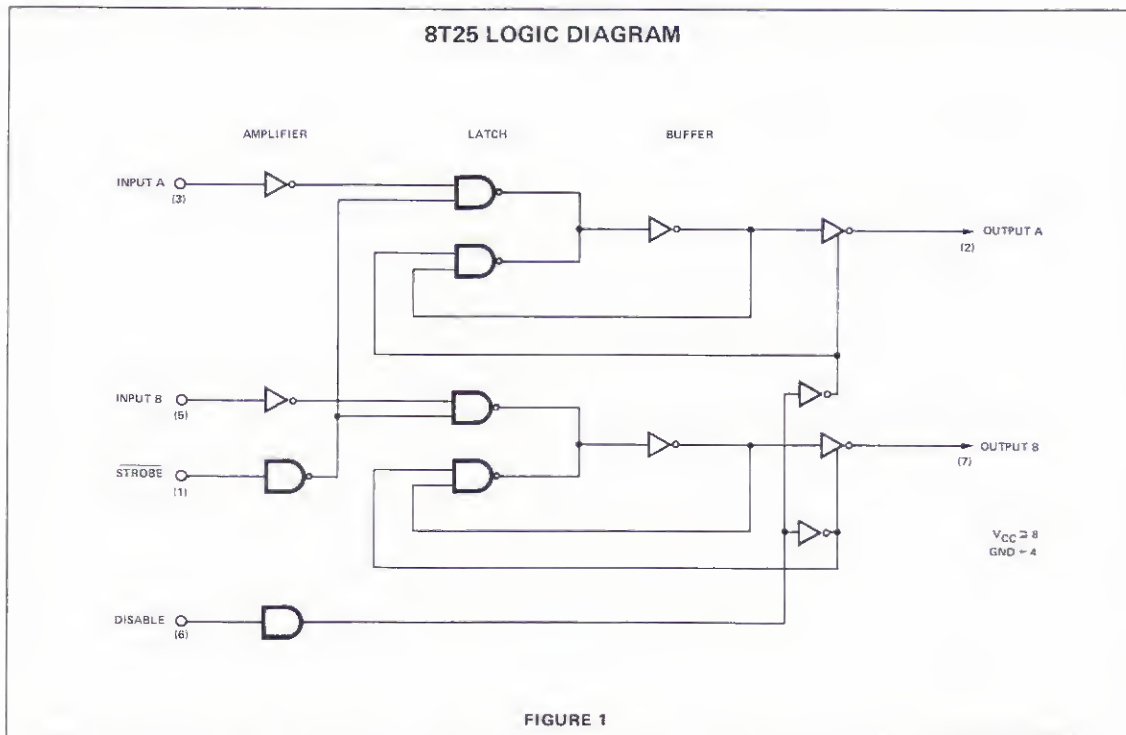 8T25 LOGIC DIAGRAM
AMPLIFIER LATCH BUFFER
INPUT A
(3)
OUTPUT A
(2)
INPUT B
(5)
OUTPUT B
(7)
STROBE
(1)
VCC = 8
GND = 4
DISABLE
(6)
FIGURE 1